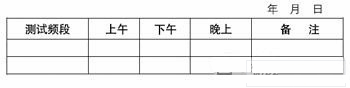 年 月 日
测试频段 上午 下午 晚上 备 注